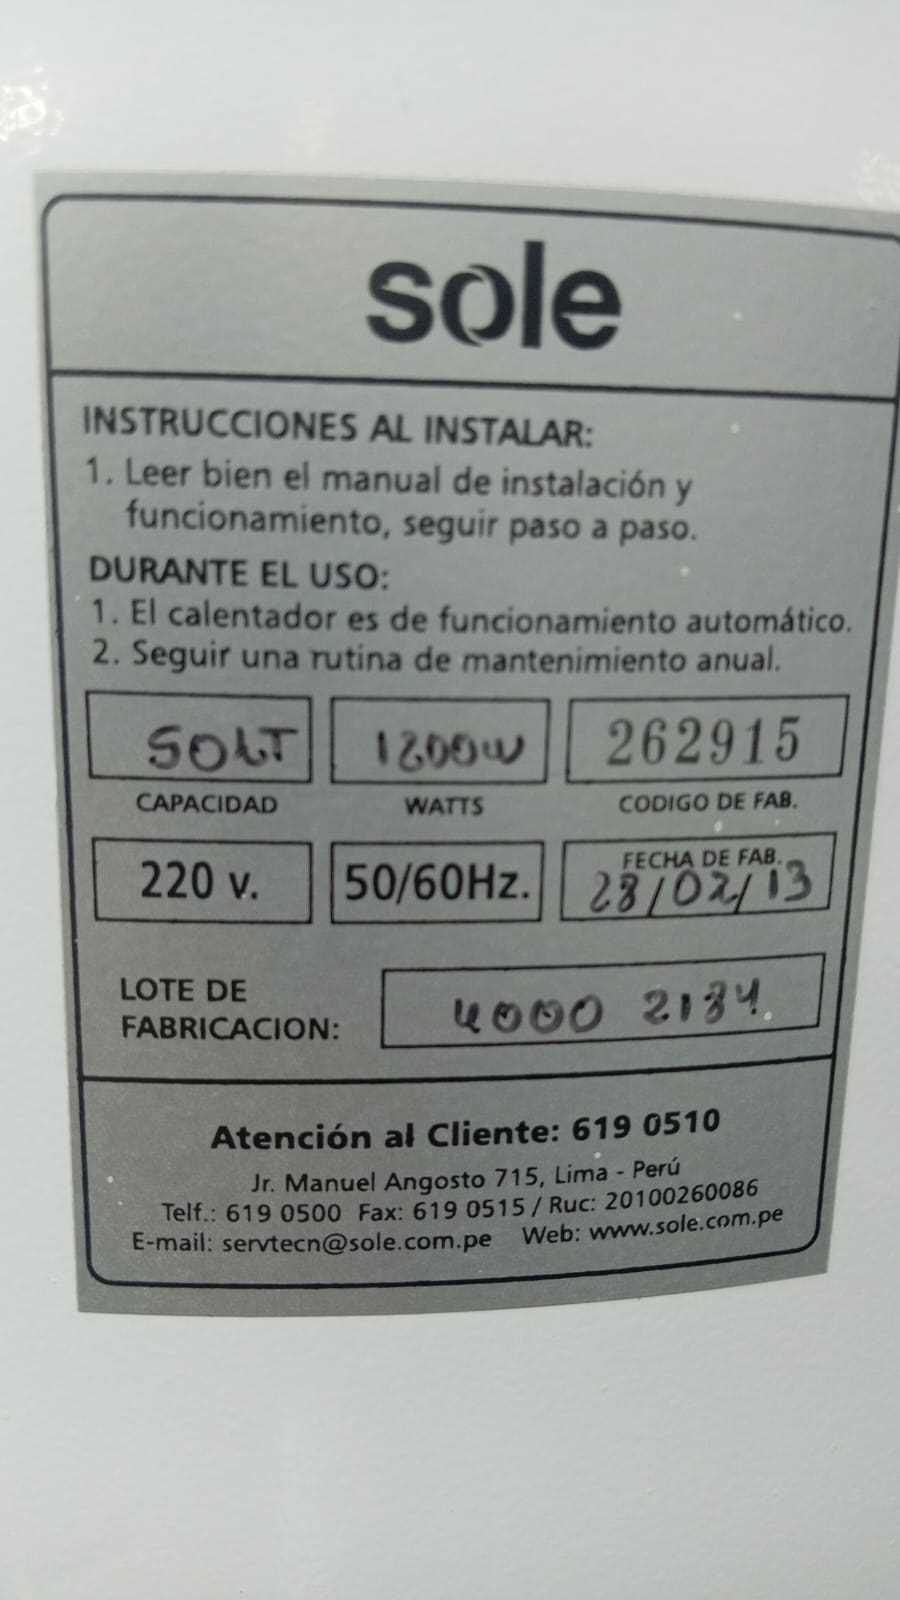 sole
INSTRUCCIONES AL INSTALAR:
1. Leer bien el manual de instalación y
funcionamiento, seguir paso a paso.
DURANTE EL USO:
1. El calentador es de funcionamiento automático.
2. Seguir una rutina de mantenimiento anual.
50LT 262915
CAPACIDAD WATTS CODIGO DE FAB.
220 v. 50/60Hz. FECHA DE FAB.
28/02/13
LOTE DE
FABRICACION: 4000 2134
Atención al Cliente: 619 0510
Jr. Manuel Angosto 715, Lima - Perú
Telf.: 619 0500 Fax: 619 0515 / Ruc: 20100260086
E-mail: servtecn@sole.com.pe Web: www.sole.com.pe